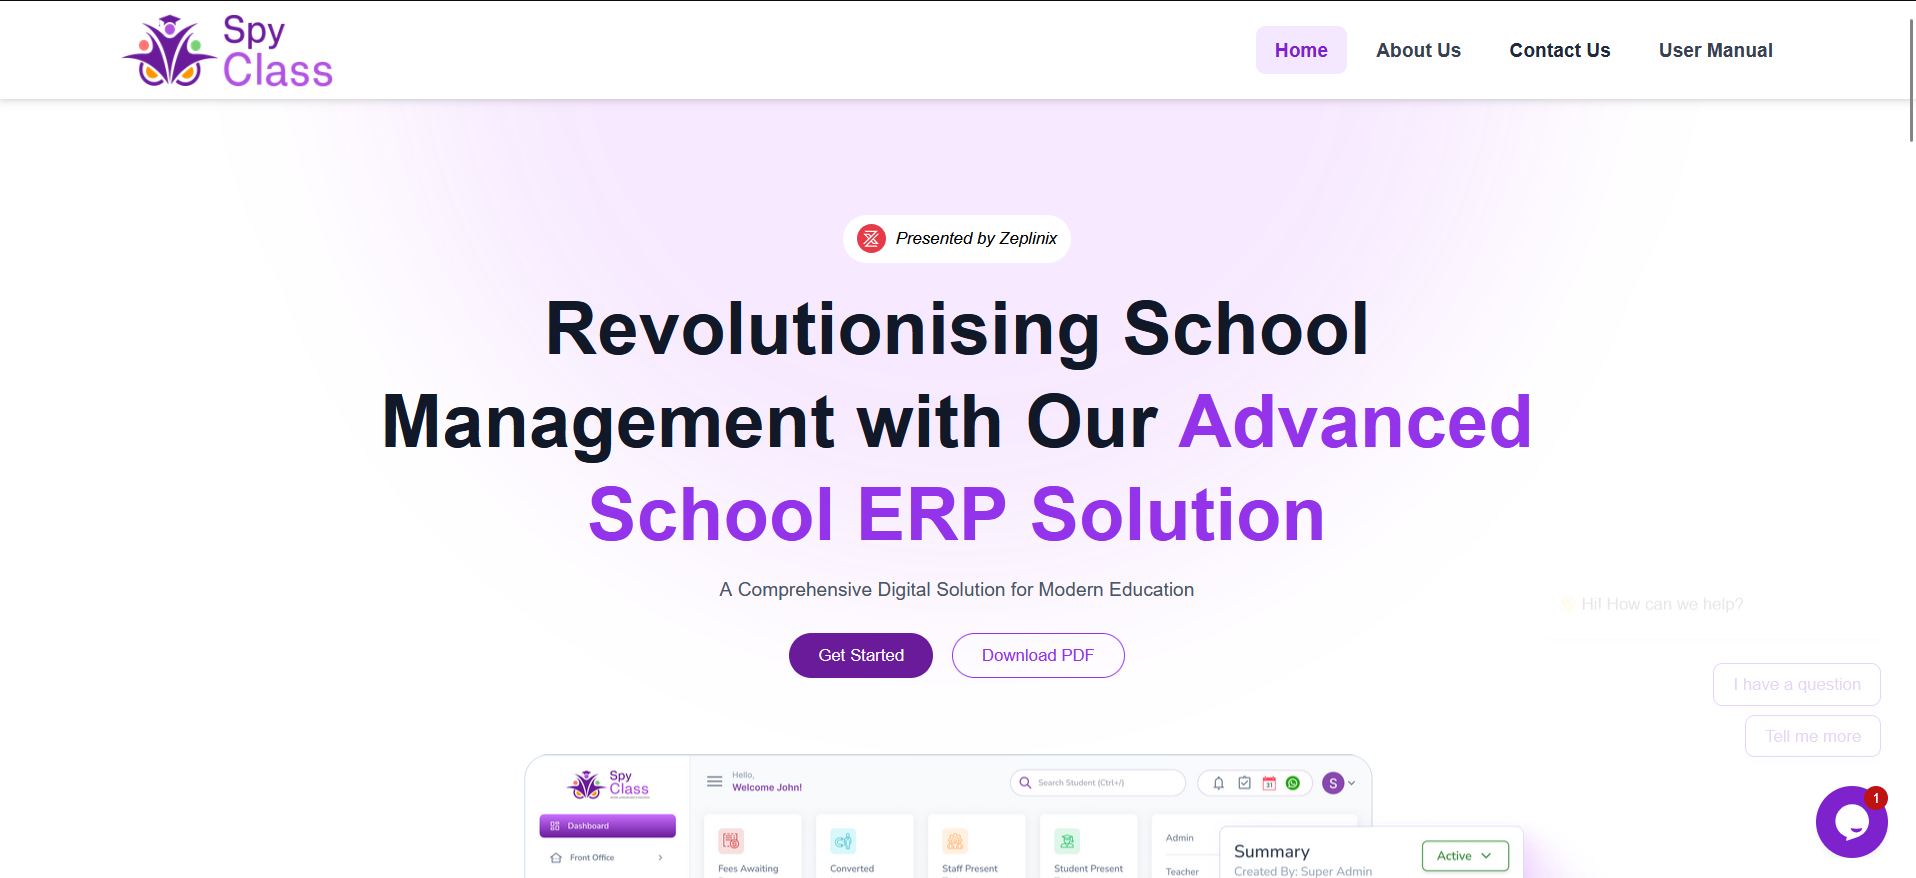 Spy
Class
Home
About Us
Contact Us
User Manual
Presented by Zeplinix
Revolutionising School
Management with Our Advanced
School ERP Solution
A Comprehensive Digital Solution for Modern Education
Get Started
Download PDF
👋 Hi! How can we help?
I have a question
Tell me more
1
Spy
Class
Hello,
Welcome John!
Search Student (Ctrl+/)
31
S
Dashboard
Front Office
Fees Awaiting
Converted
Staff Present
Student Present
Admin
Teacher
Summary
Created By: Super Admin
Active